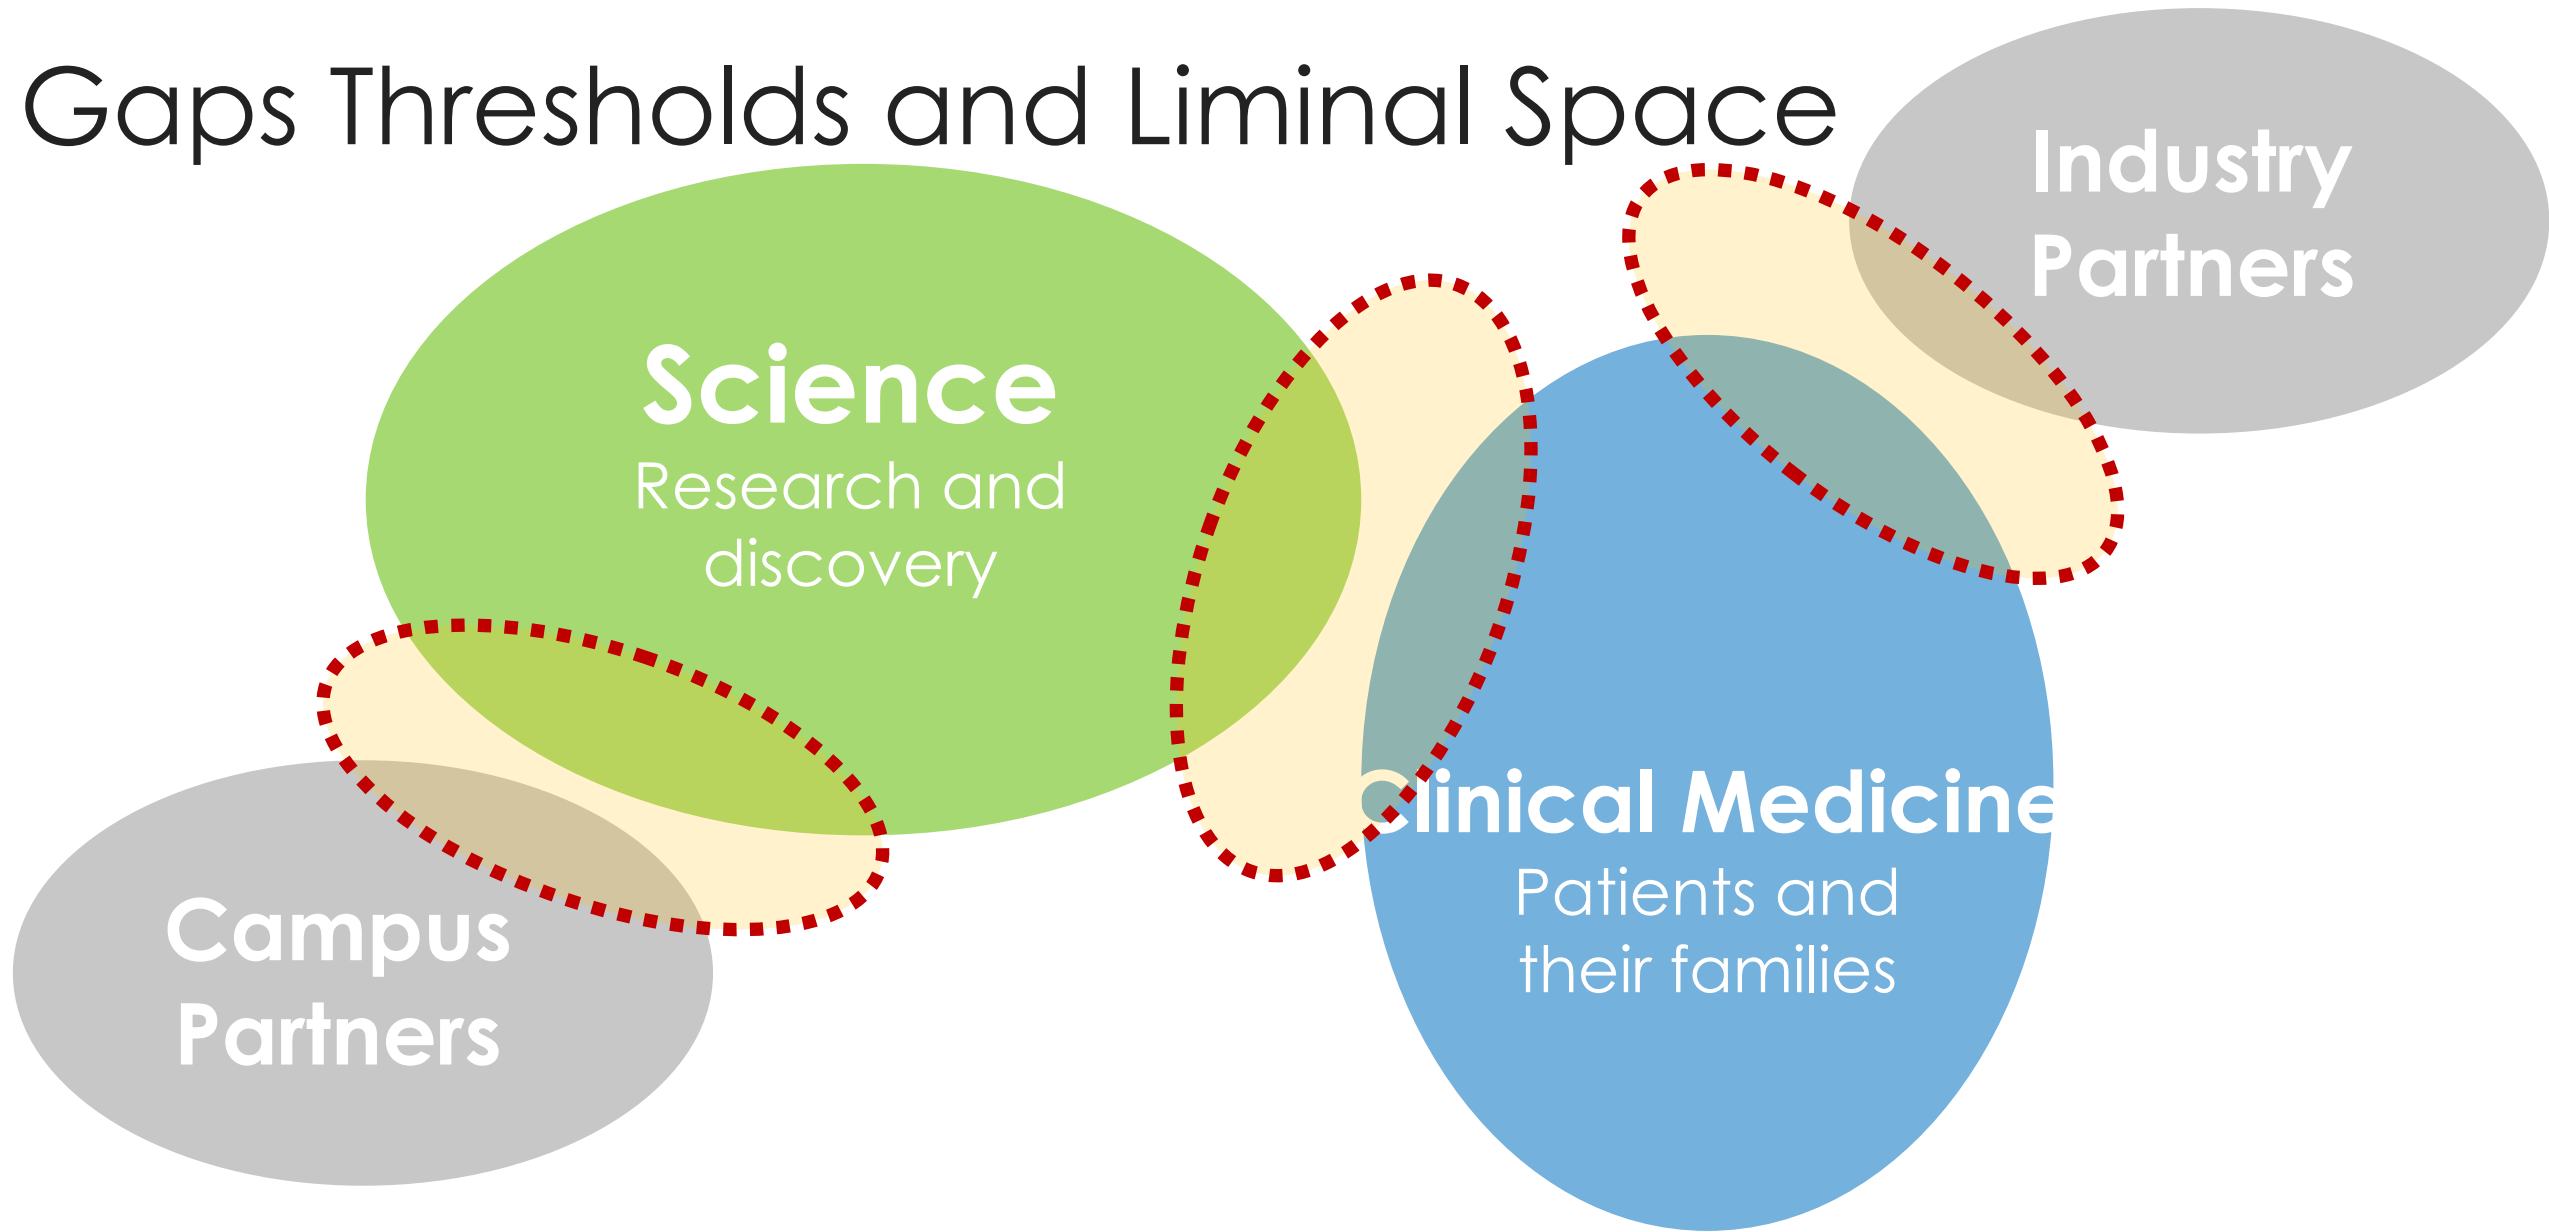 Gaps Thresholds and Liminal Space
Industry
Partners
Science
Research and
discovery
Clinical Medicine
Patients and
their families
Campus
Partners